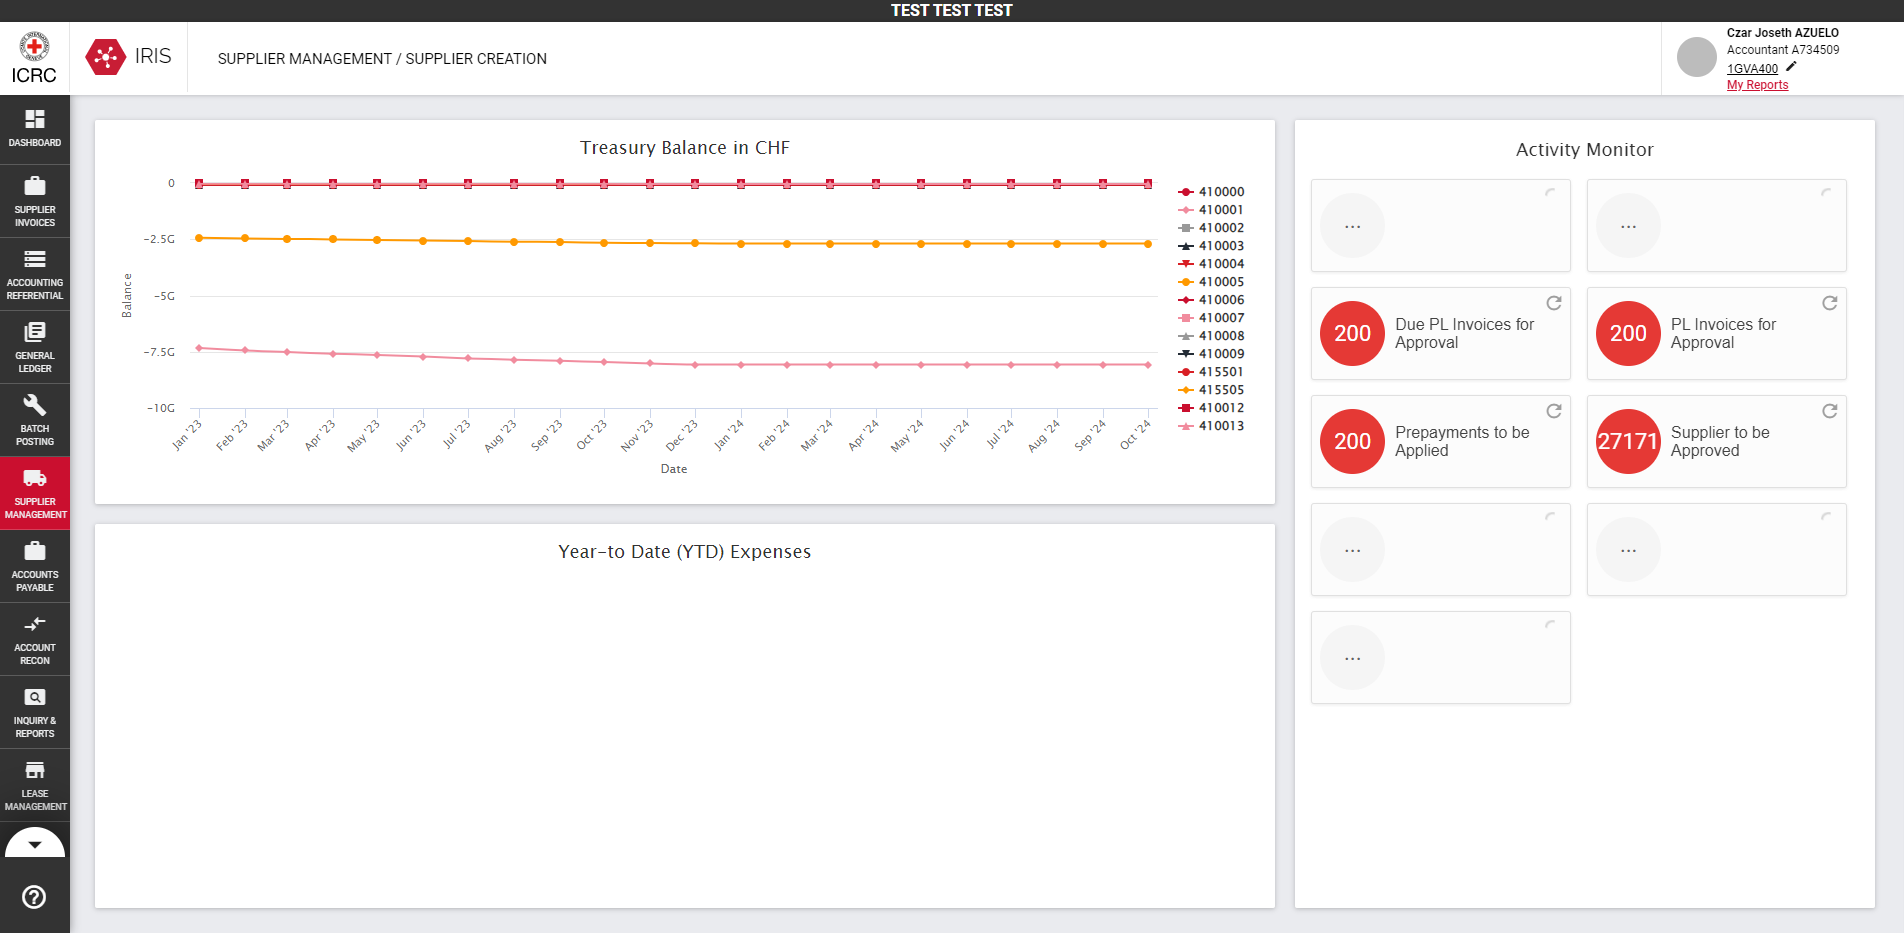 TEST TEST TEST
ICRC
IRIS
SUPPLIER MANAGEMENT / SUPPLIER CREATION
Czar Joseth AZUELO
Accountant A734509
1GVA400
My Reports
DASHBOARD
SUPPLIER
INVOICES
ACCOUNTING
REFERENTIAL
GENERAL
LEDGER
BATCH
POSTING
SUPPLIER
MANAGEMENT
ACCOUNTS
PAYABLE
ACCOUNT
RECON
INQUIRY &
REPORTS
LEASE
MANAGEMENT
Treasury Balance in CHF
Balance
0
−2.5G
−5G
−7.5G
−10G
Jan '23
Feb '23
Mar '23
Apr '23
May '23
Jun '23
Jul '23
Aug '23
Sep '23
Oct '23
Nov '23
Dec '23
Jan '24
Feb '24
Mar '24
Apr '24
May '24
Jun '24
Jul '24
Aug '24
Sep '24
Oct '24
Date
410000
410001
410002
410003
410004
410005
410006
410007
410008
410009
415501
415505
410012
410013
Year-to Date (YTD) Expenses
Activity Monitor
...
...
200
Due PL Invoices for
Approval
200
PL Invoices for
Approval
200
Prepayments to be
Applied
27171
Supplier to be
Approved
...
...
...